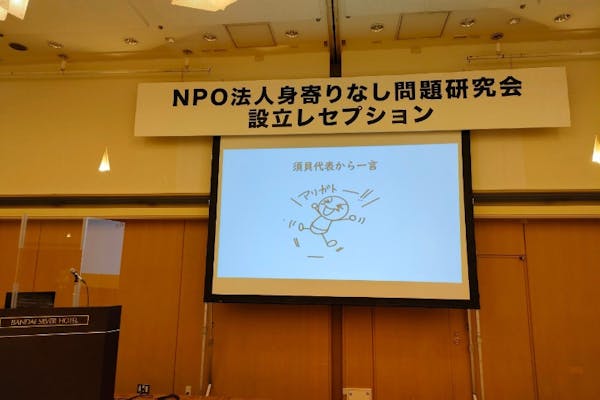 NPO法人身寄りなし問題研究会
設立レセプション
須貝代表から一言
アリガトー!!
BANDAI SILVER HOTEL